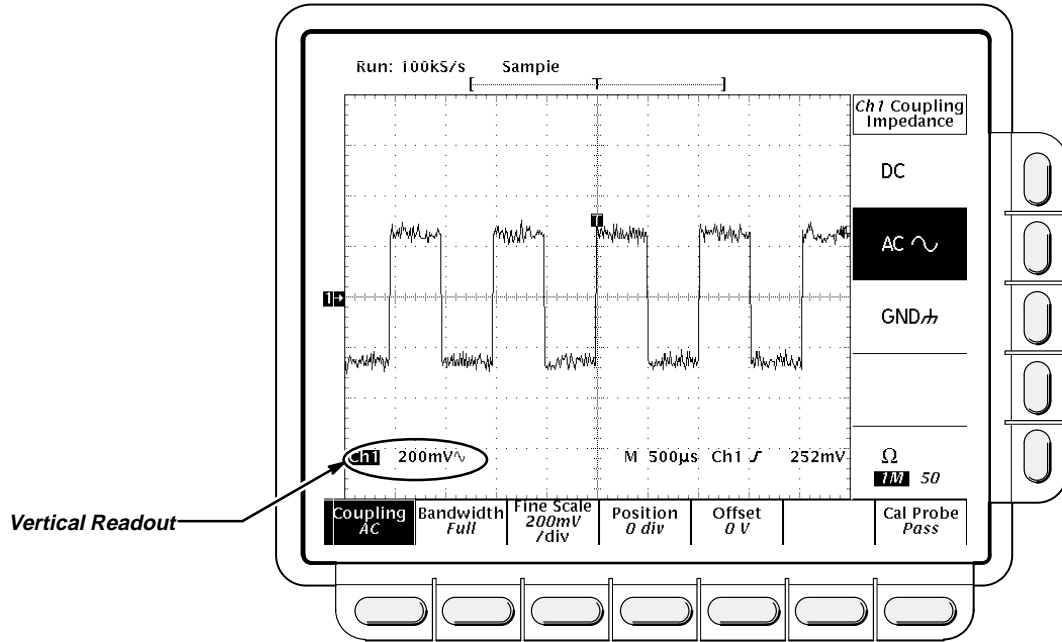 Run: 100kS/s Sample
[ T ]
Ch1 Coupling
Impedance
DC
T
AC
1
GND
Ch1 200mV M 500µs Ch1 252mV
Ω
1M 50
Vertical Readout
Coupling
AC
Bandwidth
Full
Fine Scale
200mV
/div
Position
0 div
Offset
0 V
Cal Probe
Pass